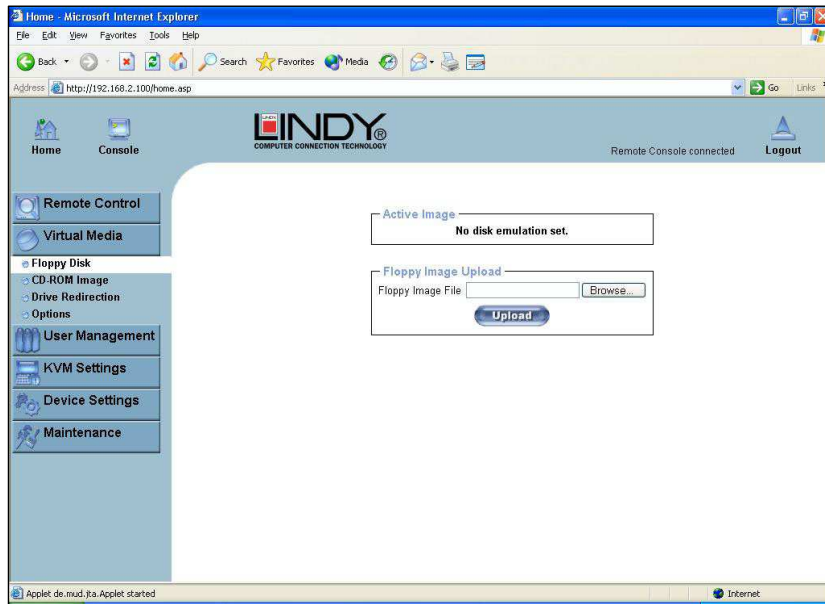 Home - Microsoft Internet Explorer
File Edit View Favorites Tools Help
Back Search Favorites Media
Address http://192.168.2.100/home.asp Go Links
Home Console LINDY® Remote Console connected Logout
COMPUTER CONNECTION TECHNOLOGY
Remote Control
Virtual Media
Floppy Disk
CD-ROM Image
Drive Redirection
Options
User Management
KVM Settings
Device Settings
Maintenance
Active Image
No disk emulation set.
Floppy Image Upload
Floppy Image File Browse...
Upload
Applet de.mud.jta.Applet started Internet